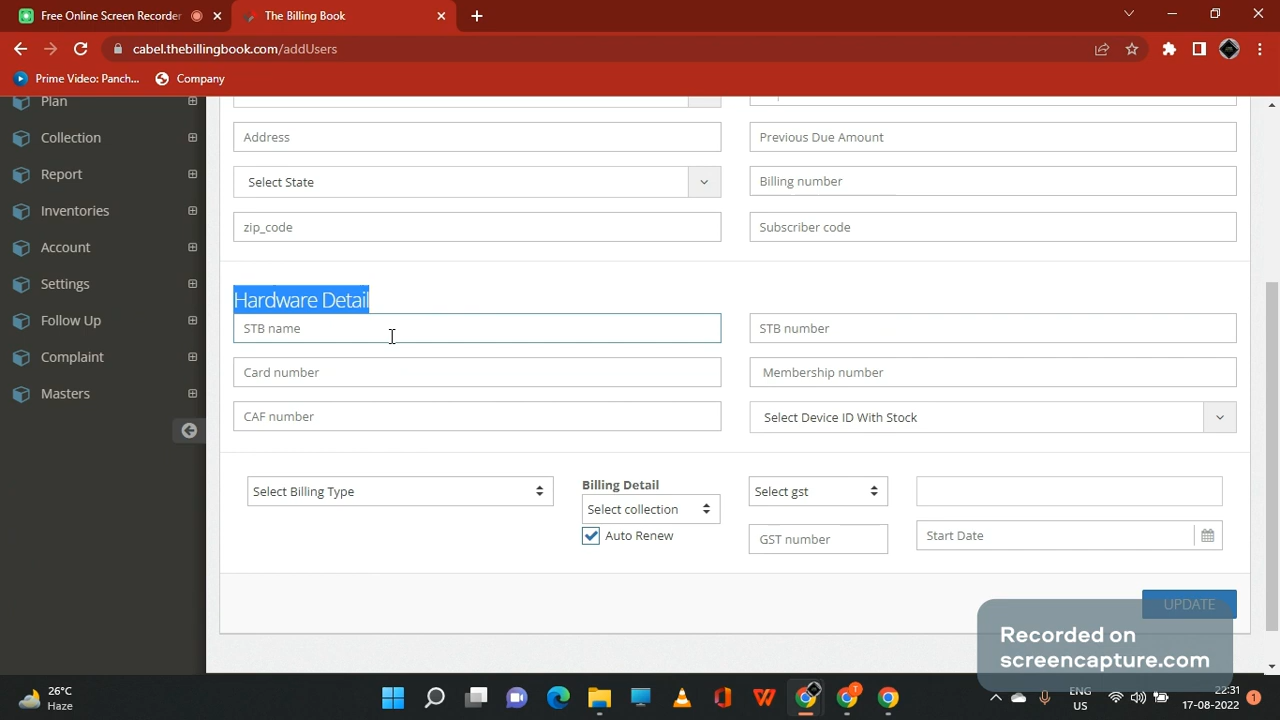 Free Online Screen Recorder
The Billing Book
cabel.thebillingbook.com/addUsers
Prime Video: Panch...
Company
Plan
Collection
Report
Inventories
Account
Settings
Follow Up
Complaint
Masters
Address
Previous Due Amount
Select State
Billing number
zip_code
Subscriber code
Hardware Detail
STB name
STB number
Card number
Membership number
CAF number
Select Device ID With Stock
Select Billing Type
Billing Detail
Select collection
Auto Renew
Select gst
GST number
Start Date
UPDATE
Recorded on
screencapture.com
26°C
Haze
ENG
US
22:31
17-08-2022
1